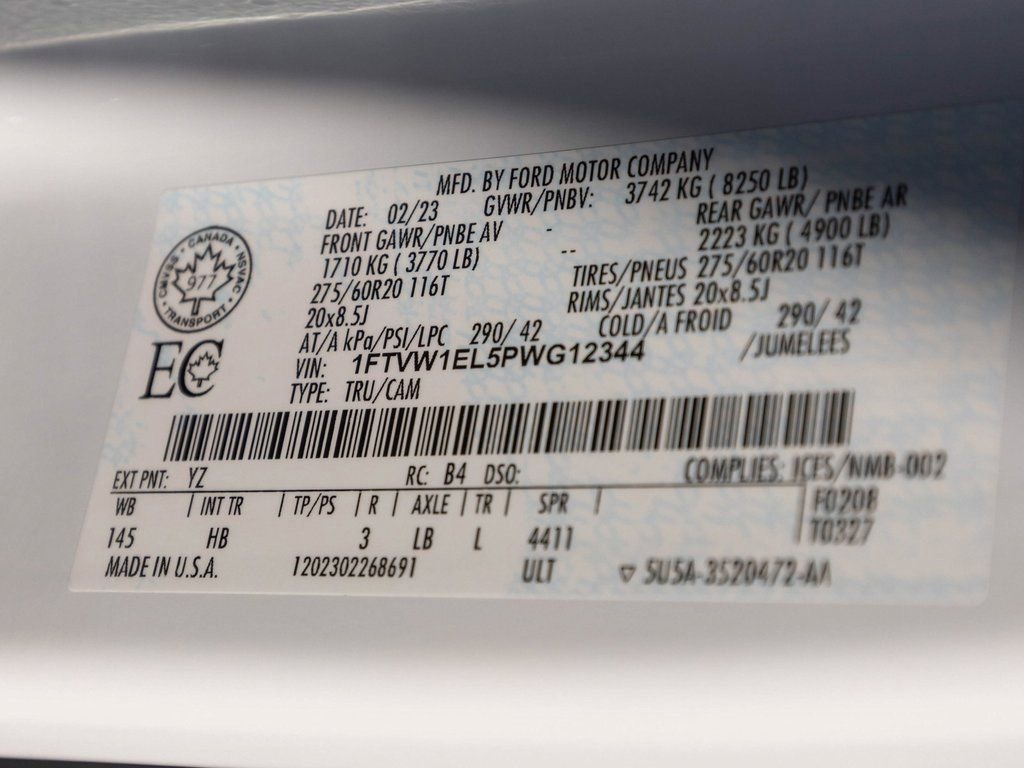 MFD. BY FORD MOTOR COMPANY
DATE: 02/23 GVWR/PNBV: 3742 KG ( 8250 LB)
FRONT GAWR/PNBE AV - REAR GAWR/ PNBE AR
1710 KG ( 3770 LB) -- 2223 KG ( 4900 LB)
275/60R20 116T TIRES/PNEUS 275/60R20 116T
20x8.5J RIMS/JANTES 20x8.5J
AT/A kPa/PSI/LPC 290/ 42 COLD/A FROID 290/ 42
VIN: 1FTVW1EL5PWG12344 /JUMELEES
TYPE: TRU/CAM
CANADA
CMVSS NSVAC
977
TRANSPORT
EC
EXT PNT: YZ RC: B4 DSO: COMPLIES: ICES/NMB-002
WB INT TR TP/PS R AXLE TR SPR F0208
145 HB 3 LB L 4411 T0327
MADE IN U.S.A. 1202302268691 ULT ▽ 5U5A-3520472-AA